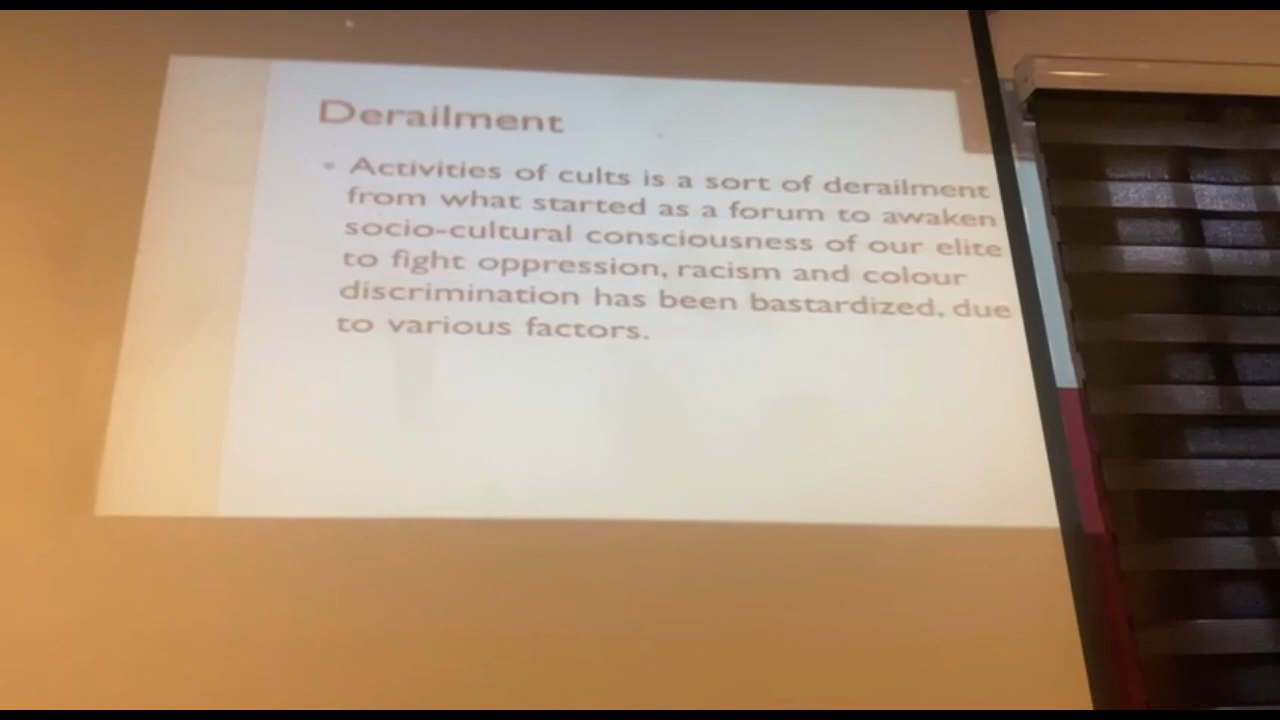 Derailment
Activities of cults is a sort of derailment
from what started as a forum to awaken
socio-cultural consciousness of our elite
to fight oppression, racism and colour
discrimination has been bastardized, due
to various factors.